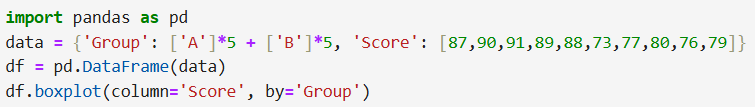 import pandas as pd
data = {'Group': ['A']*5 + ['B']*5, 'Score': [87,90,91,89,88,73,77,80,76,79]}
df = pd.DataFrame(data)
df.boxplot(column='Score', by='Group')